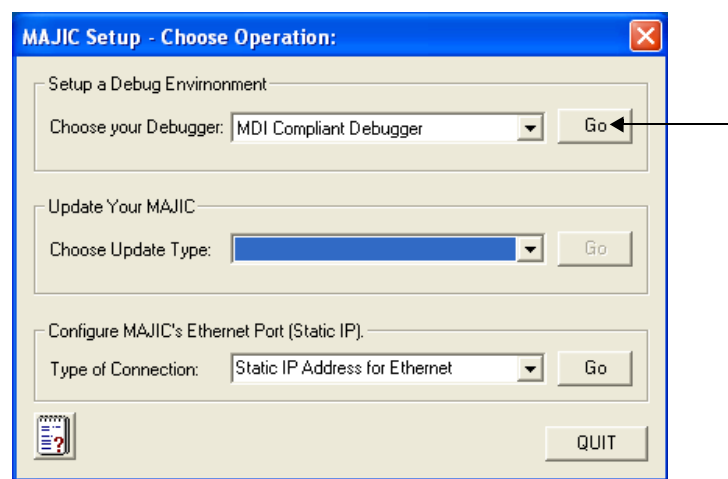 MAJIC Setup - Choose Operation:
Setup a Debug Envirnonment
Choose your Debugger: MDI Compliant Debugger Go
Update Your MAJIC
Choose Update Type: Go
Configure MAJIC's Ethernet Port (Static IP).
Type of Connection: Static IP Address for Ethernet Go
QUIT